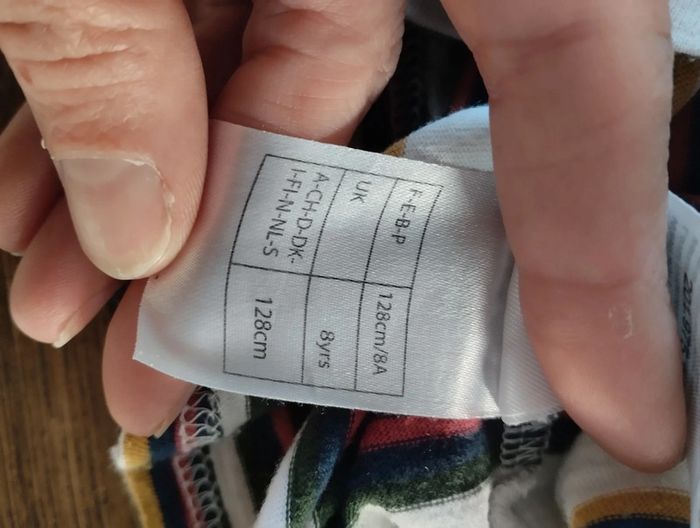 F-E-B-P 128cm/8A
UK 8yrs
A-CH-D-DK-
I-FI-N-NL-S 128cm